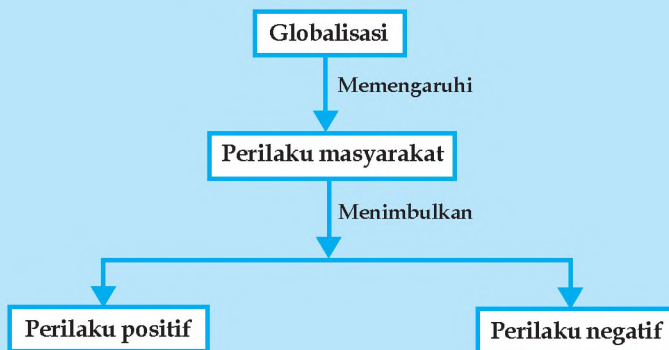 Globalisasi
Memengaruhi
Perilaku masyarakat
Menimbulkan
Perilaku positif
Perilaku negatif